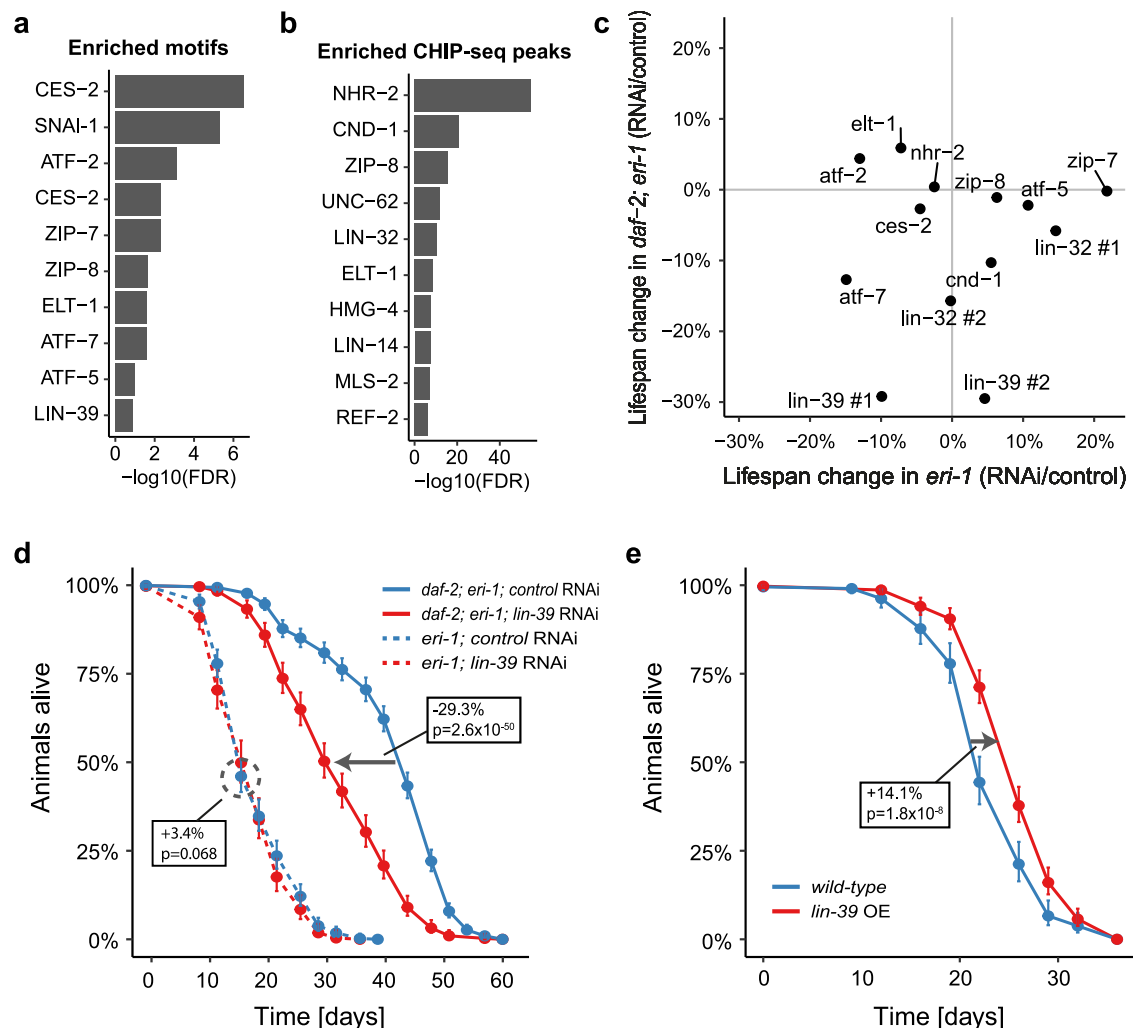 a
Enriched motifs
CES−2
SNAI-1
ATF−2
CES−2
ZIP−7
ZIP−8
ELT−1
ATF−7
ATF−5
LIN−39
0 2 4 6
−log10(FDR)
b
Enriched CHIP-seq peaks
NHR−2
CND−1
ZIP−8
UNC−62
LIN−32
ELT−1
HMG−4
LIN−14
MLS−2
REF−2
0 20 40
−log10(FDR)
c
Lifespan change in daf−2; eri-1 (RNAi/control)
20%
10%
0%
−10%
−20%
−30%
elt−1
atf−2
nhr−2
zip−8
zip−7
atf−5
ces−2
lin−32 #1
cnd−1
atf−7
lin−32 #2
lin−39 #1
lin−39 #2
−30% −20% −10% 0% 10% 20%
Lifespan change in eri-1 (RNAi/control)
d
Animals alive
100%
75%
50%
25%
0%
daf-2; eri-1; control RNAi
daf-2; eri-1; lin-39 RNAi
eri-1; control RNAi
eri-1; lin-39 RNAi
-29.3%
p=2.6x10-50
+3.4%
p=0.068
0 10 20 30 40 50 60
Time [days]
e
Animals alive
100%
75%
50%
25%
0%
+14.1%
p=1.8x10-8
wild-type
lin-39 OE
0 10 20 30
Time [days]